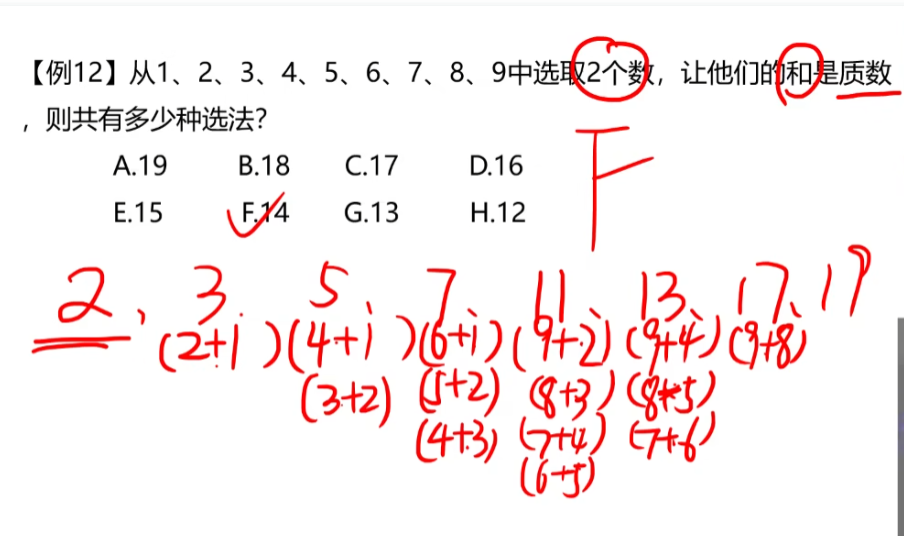 【例12】从1、2、3、4、5、6、7、8、9中选取2个数，让他们的和是质数
，则共有多少种选法？
A.19 B.18 C.17 D.16
E.15 F.14 G.13 H.12
F
2, 3 5 7 11 13 17 19
(2+1) (4+1) (6+1) (9+2) (9+4) (9+8)
(3+2) (5+2) (8+3) (8+5)
(4+3) (7+4) (7+6)
(6+5)